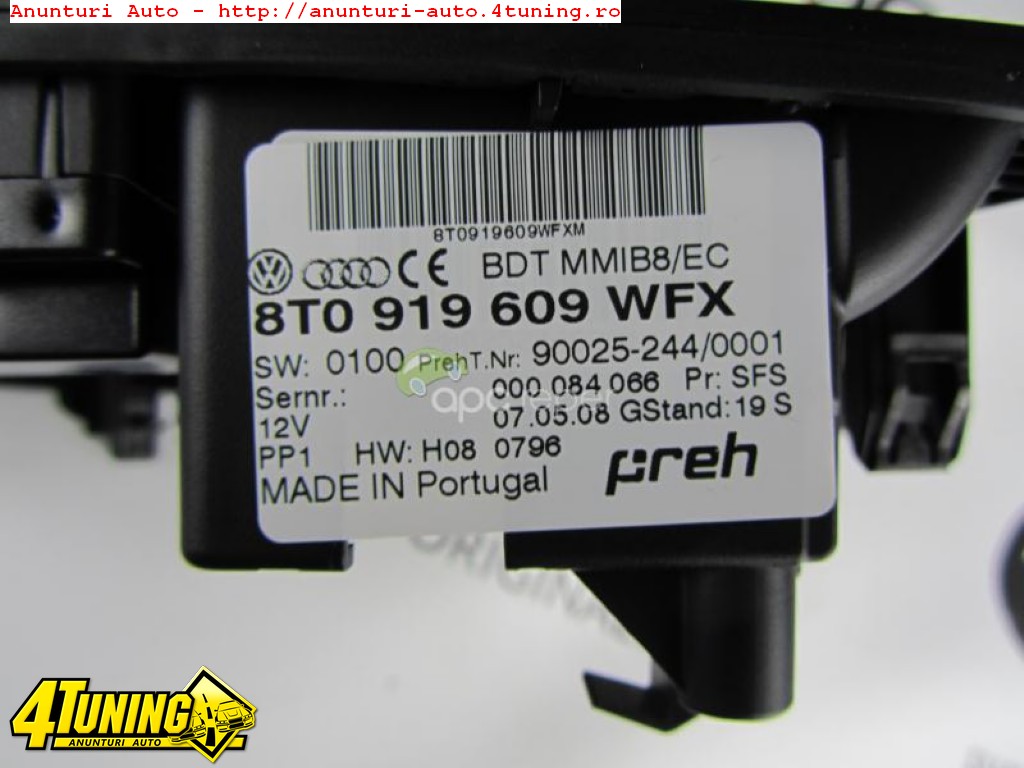 Anunturi Auto - http://anunturi-auto.4tuning.ro
8T0919609WFXM
CE BDT MMIB8/EC
8T0 919 609 WFX
SW: 0100 PrehT.Nr: 90025-244/0001
Sernr.: 000 084 066 Pr: SFS
12V 07.05.08 GStand: 19 S
PP1 HW: H08 0796
MADE IN Portugal
preh
ORIGINA
4TUNING
ANUNTURI AUTO